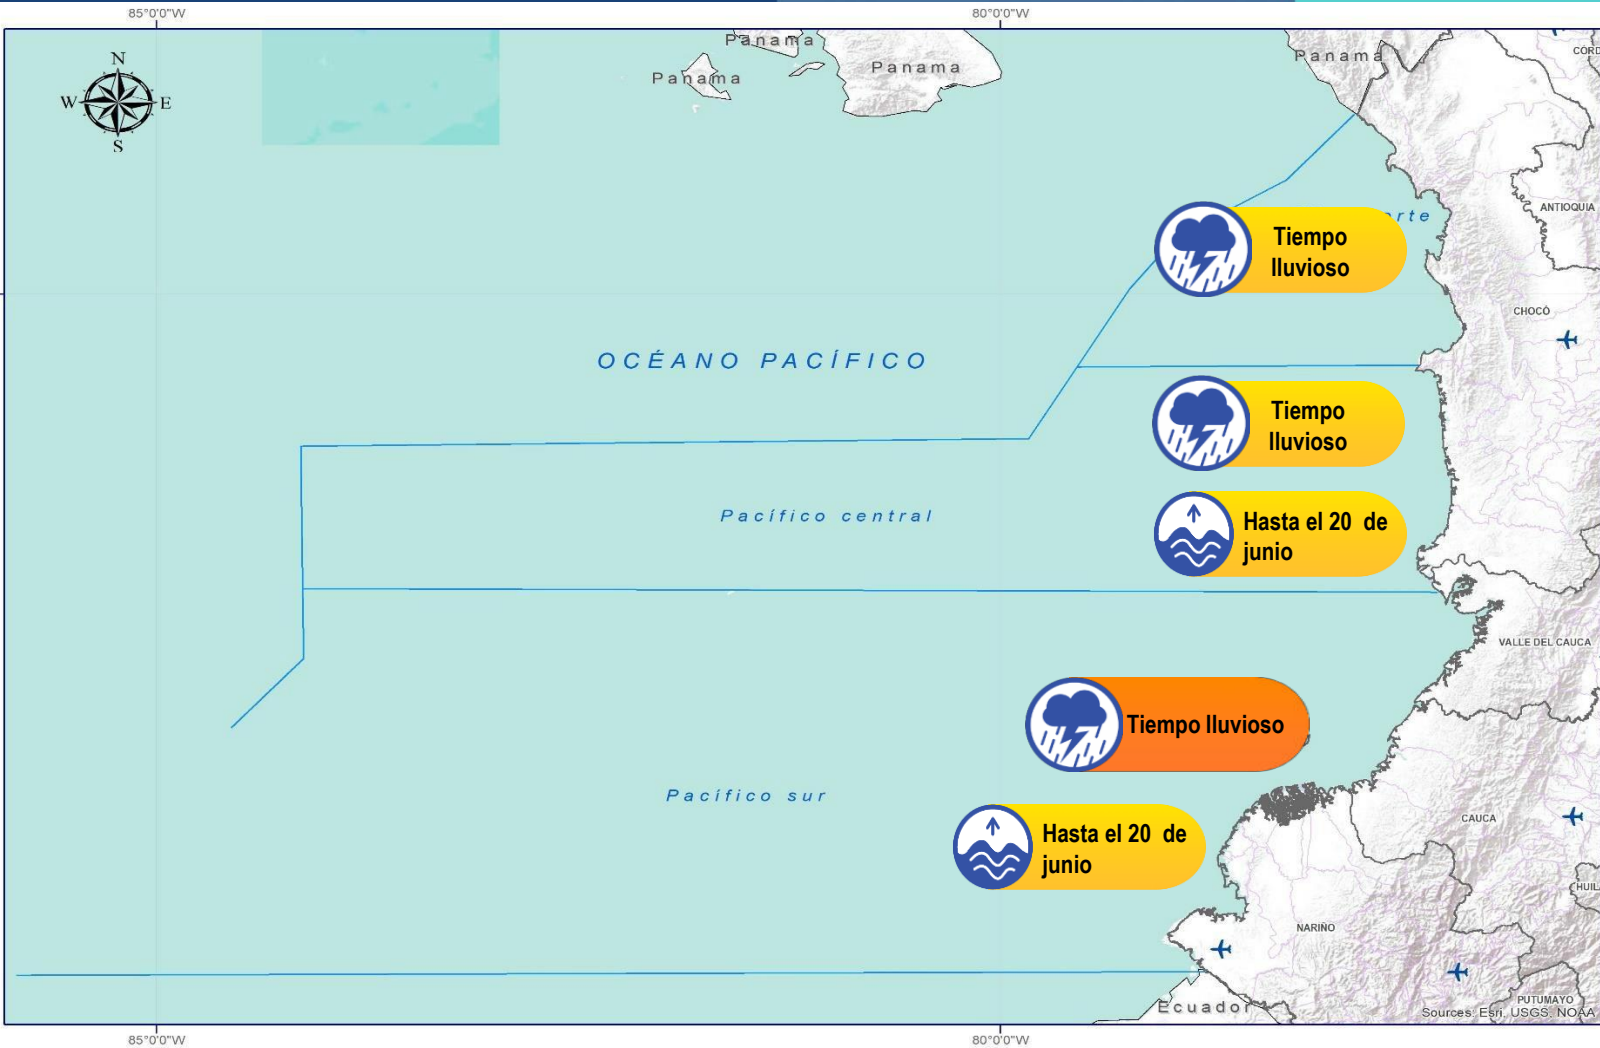 85°0'0"W
80°0'0"W
N
W
E
S
Panama
Panama
Panama
Panama
ANTIOQUIA
Tiempo
lluvioso
CHOCÓ
OCÉANO PACÍFICO
Tiempo
lluvioso
Pacífico central
Hasta el 20 de
junio
VALLE DEL CAUCA
Tiempo lluvioso
Pacífico sur
CAUCA
Hasta el 20 de
junio
NARIÑO
Ecuador
PUTUMAYO
Sources: Esri, USGS, NOAA
85°0'0"W
80°0'0"W